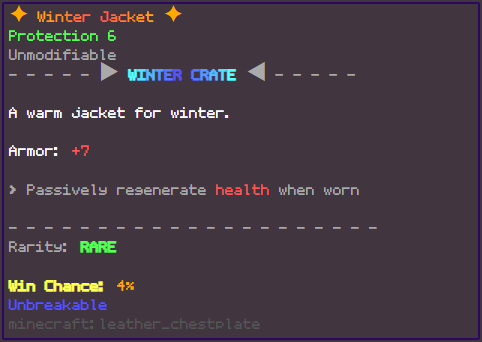 ✦ Winter Jacket ✦
Protection 6
Unmodifiable
- - - - - ▶ WINTER CRATE ◀ - - - - -
A warm jacket for winter.
Armor: +7
› Passively regenerate health when worn
- - - - - - - - - - - - - - - - - - - - - -
Rarity: RARE
Win Chance: 4%
Unbreakable
minecraft:leather_chestplate